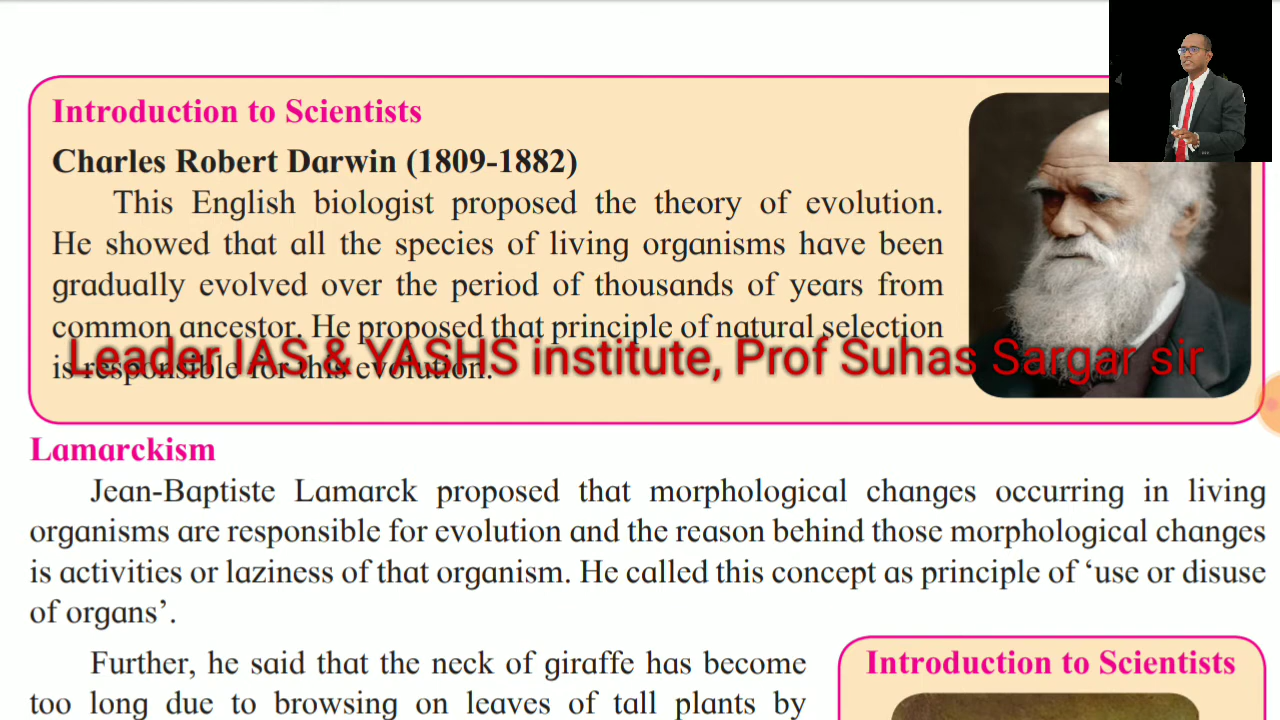 Introduction to Scientists
Charles Robert Darwin (1809-1882)
This English biologist proposed the theory of evolution.
He showed that all the species of living organisms have been
gradually evolved over the period of thousands of years from
common ancestor. He proposed that principle of natural selection
is responsible for this evolution.
Leader IAS & YASHS institute, Prof Suhas Sargar sir
Lamarckism
Jean-Baptiste Lamarck proposed that morphological changes occurring in living
organisms are responsible for evolution and the reason behind those morphological changes
is activities or laziness of that organism. He called this concept as principle of ‘use or disuse
of organs’.
Further, he said that the neck of giraffe has become
too long due to browsing on leaves of tall plants by
Introduction to Scientists